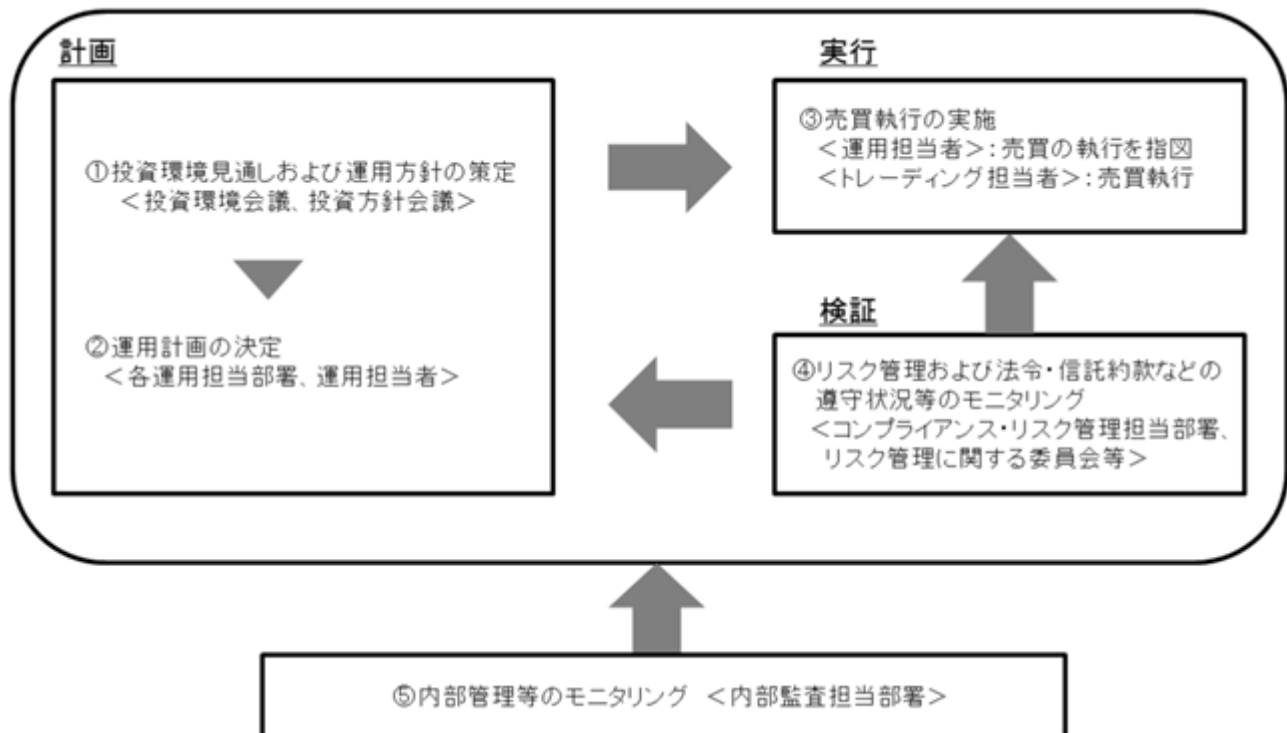 計画
①投資環境見通しおよび運用方針の策定
＜投資環境会議、投資方針会議＞
②運用計画の決定
＜各運用担当部署、運用担当者＞
実行
③売買執行の実施
＜運用担当者＞：売買の執行を指図
＜トレーディング担当者＞：売買執行
検証
④リスク管理および法令・信託約款などの
遵守状況等のモニタリング
＜コンプライアンス・リスク管理担当部署、
リスク管理に関する委員会等＞
⑤内部管理等のモニタリング ＜内部監査担当部署＞